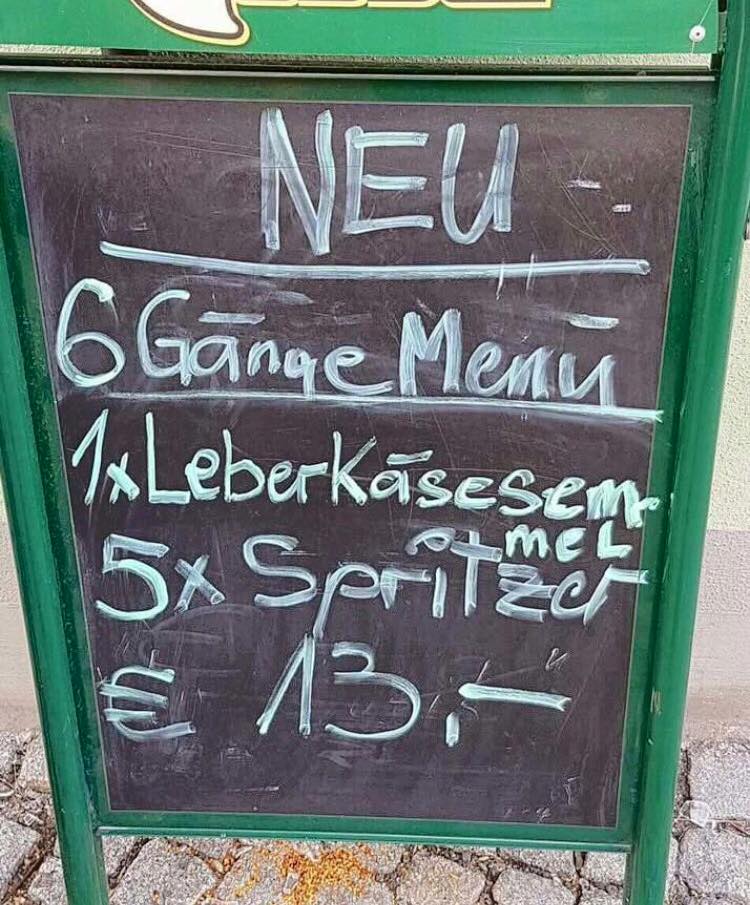 NEU
6 Gänge Menü
1x Leberkäsesem-
mel
5x Spritzer
€ 13,-